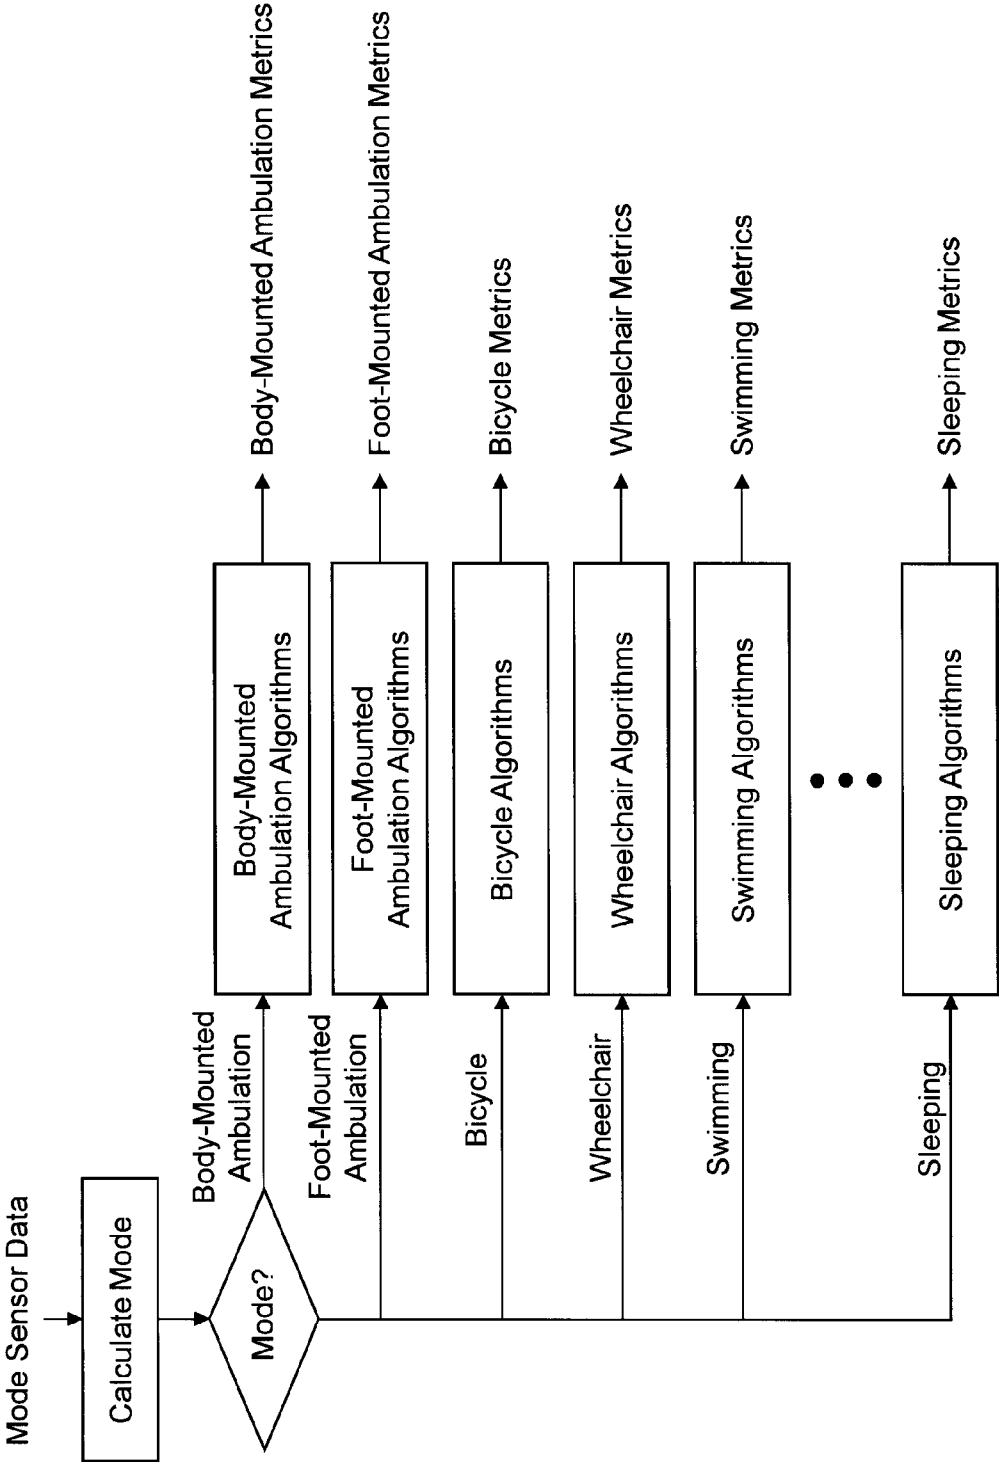 Mode Sensor Data
Calculate Mode
Mode?
Body-Mounted
Ambulation
Body-Mounted
Ambulation Algorithms
Body-Mounted Ambulation Metrics
Foot-Mounted
Ambulation
Foot-Mounted
Ambulation Algorithms
Foot-Mounted Ambulation Metrics
Bicycle
Bicycle Algorithms
Bicycle Metrics
Wheelchair
Wheelchair Algorithms
Wheelchair Metrics
Swimming
Swimming Algorithms
Swimming Metrics
Sleeping
Sleeping Algorithms
Sleeping Metrics